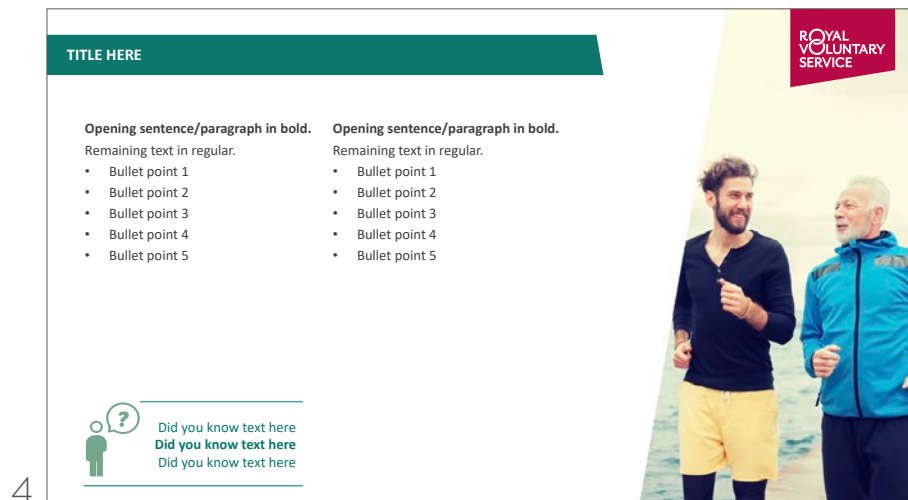 TITLE HERE
ROYAL
VOLUNTARY
SERVICE
Opening sentence/paragraph in bold.
Remaining text in regular.
• Bullet point 1
• Bullet point 2
• Bullet point 3
• Bullet point 4
• Bullet point 5
Opening sentence/paragraph in bold.
Remaining text in regular.
• Bullet point 1
• Bullet point 2
• Bullet point 3
• Bullet point 4
• Bullet point 5
?
Did you know text here
Did you know text here
Did you know text here
4